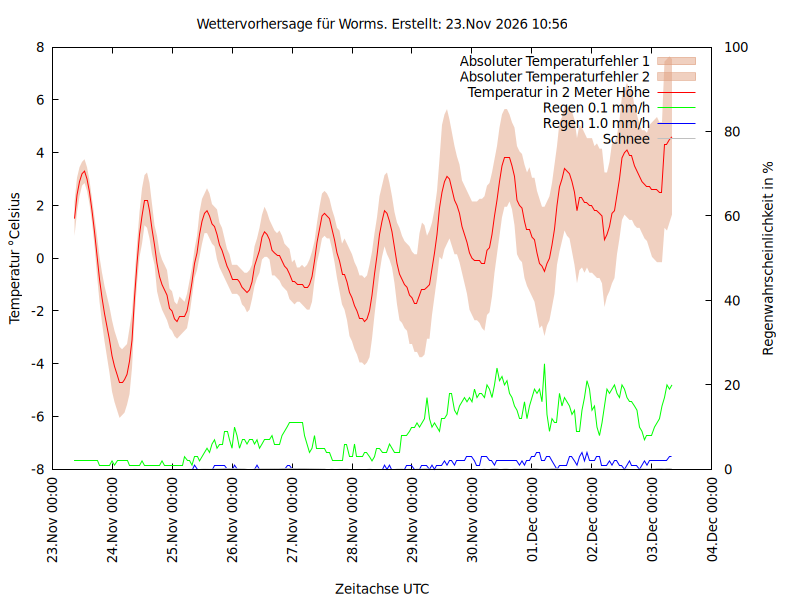 Wettervorhersage für Worms. Erstellt: 23.Nov 2026 10:56
Absoluter Temperaturfehler 1
Absoluter Temperaturfehler 2
Temperatur in 2 Meter Höhe
Regen 0.1 mm/h
Regen 1.0 mm/h
Schnee
Temperatur °Celsius
8
6
4
2
0
-2
-4
-6
-8
Regenwahrscheinlichkeit in %
100
80
60
40
20
0
23.Nov 00:00
24.Nov 00:00
25.Nov 00:00
26.Nov 00:00
27.Nov 00:00
28.Nov 00:00
29.Nov 00:00
30.Nov 00:00
01.Dec 00:00
02.Dec 00:00
03.Dec 00:00
04.Dec 00:00
Zeitachse UTC